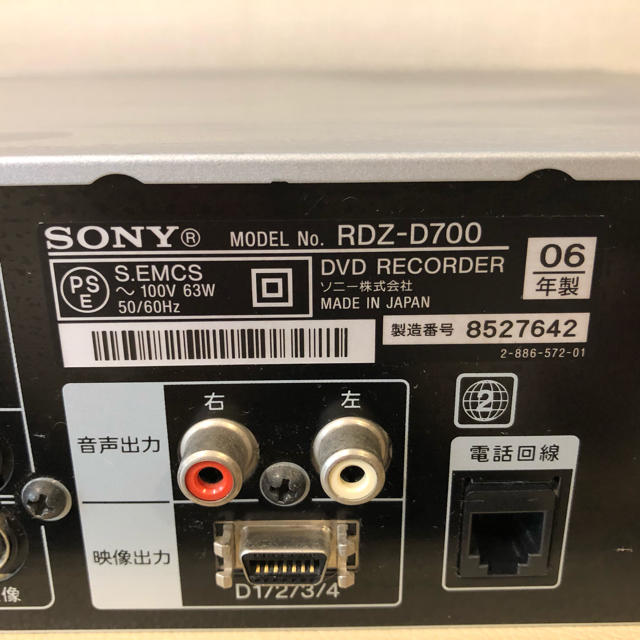 SONY® MODEL No. RDZ-D700
06
年製
PS
E
S.EMCS
～ 100V 63W
50/60Hz
DVD RECORDER
ソニー株式会社
MADE IN JAPAN
製造番号 8527642
2-886-572-01
右
左
2
音声出力
電話回線
映像出力
D1/2/3/4
像